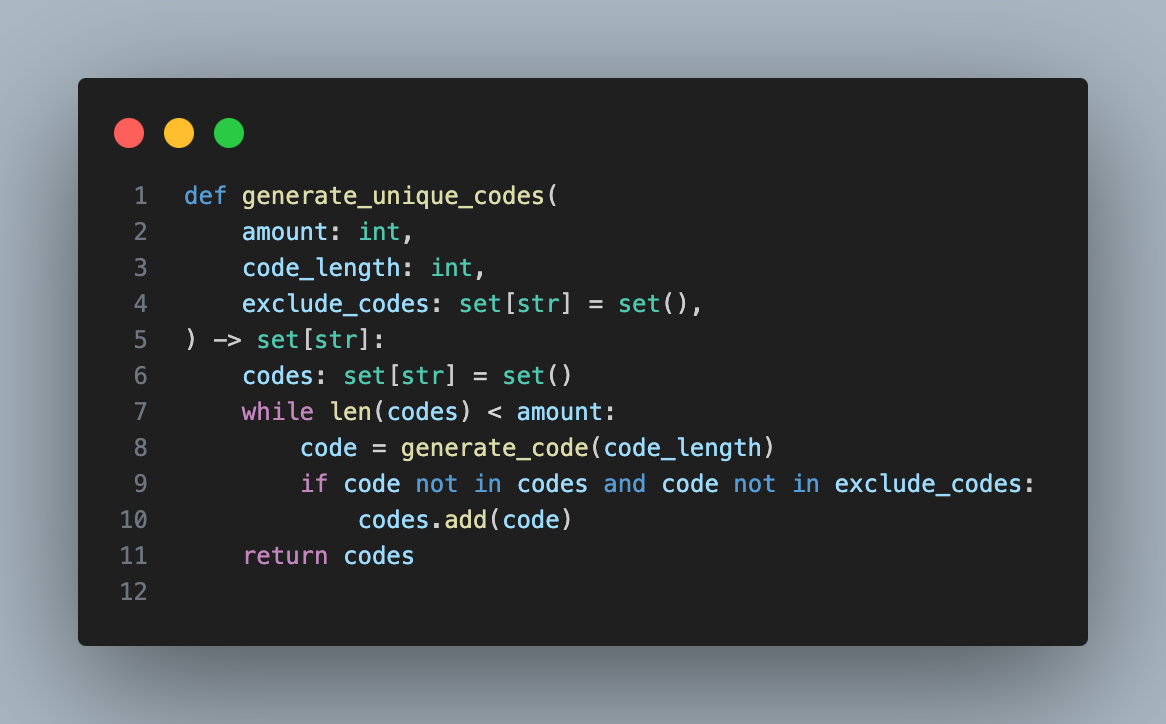 1 def generate_unique_codes(
2     amount: int,
3     code_length: int,
4     exclude_codes: set[str] = set(),
5 ) -> set[str]:
6     codes: set[str] = set()
7     while len(codes) < amount:
8         code = generate_code(code_length)
9         if code not in codes and code not in exclude_codes:
10             codes.add(code)
11     return codes
12